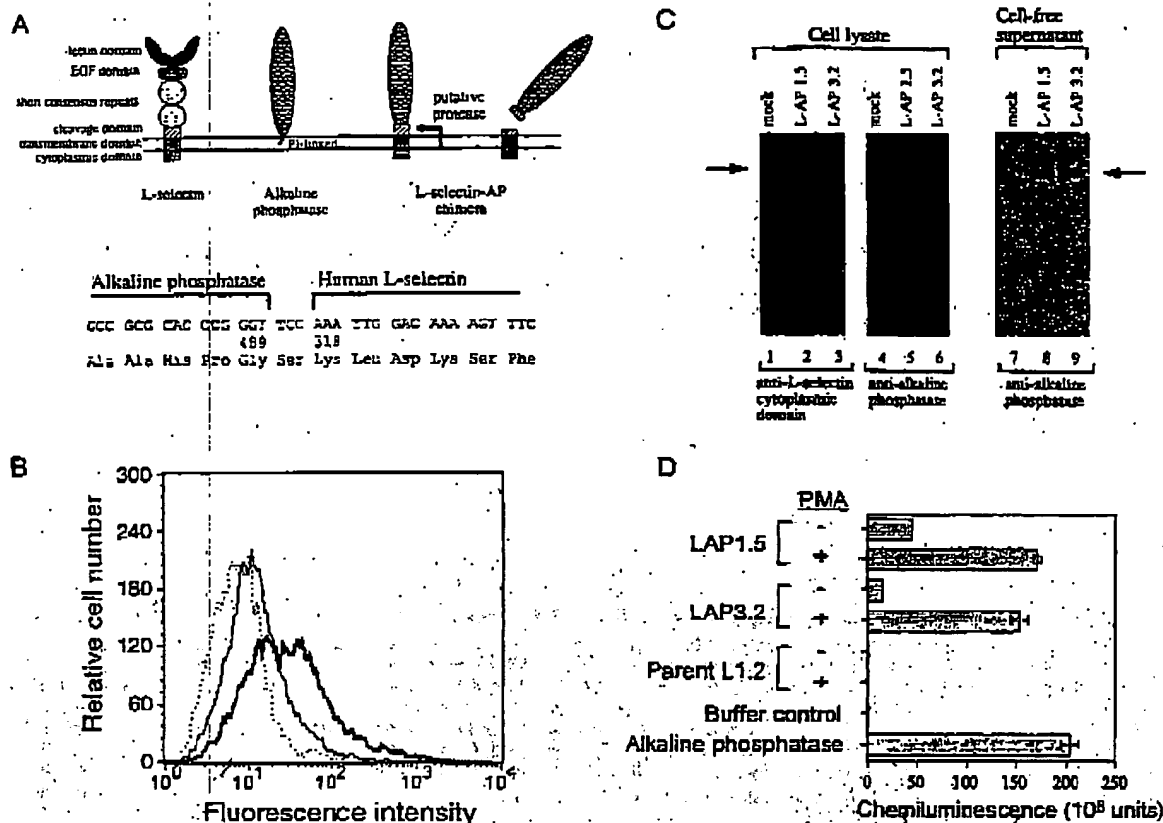 A
lectin domain
EGF domain
short consensus repeats
cleavage domain
transmembrane domain
cytoplasmic domain
PI-linked
putative
protease
L-selectin
Alkaline
phosphatase
L-selectin-AP
chimera
Alkaline phosphatase
Human L-selectin
GCC GCG CAC CCG GGT TCC AAA TTG GAC AAA AGT TTC
489
318
Ala Ala His Pro Gly Ser Lys Leu Asp Lys Ser Phe
B
Relative cell number
300
240
180
120
60
0
10⁰
10¹
10²
10³
10⁴
Fluorescence intensity
C
Cell lysate
Cell-free
supernatant
mock
L-AP 1.5
L-AP 3.2
mock
L-AP 1.5
L-AP 3.2
mock
L-AP 1.5
L-AP 3.2
1 2 3
4 5 6
7 8 9
anti-L-selectin
cytoplasmic
domain
anti-alkaline
phosphatase
anti-alkaline
phosphatase
D
PMA
LAP1.5
-
+
LAP3.2
-
+
Parent L1.2
-
+
Buffer control
Alkaline phosphatase
0 50 100 150 200 250
Chemiluminescence (10⁸ units)